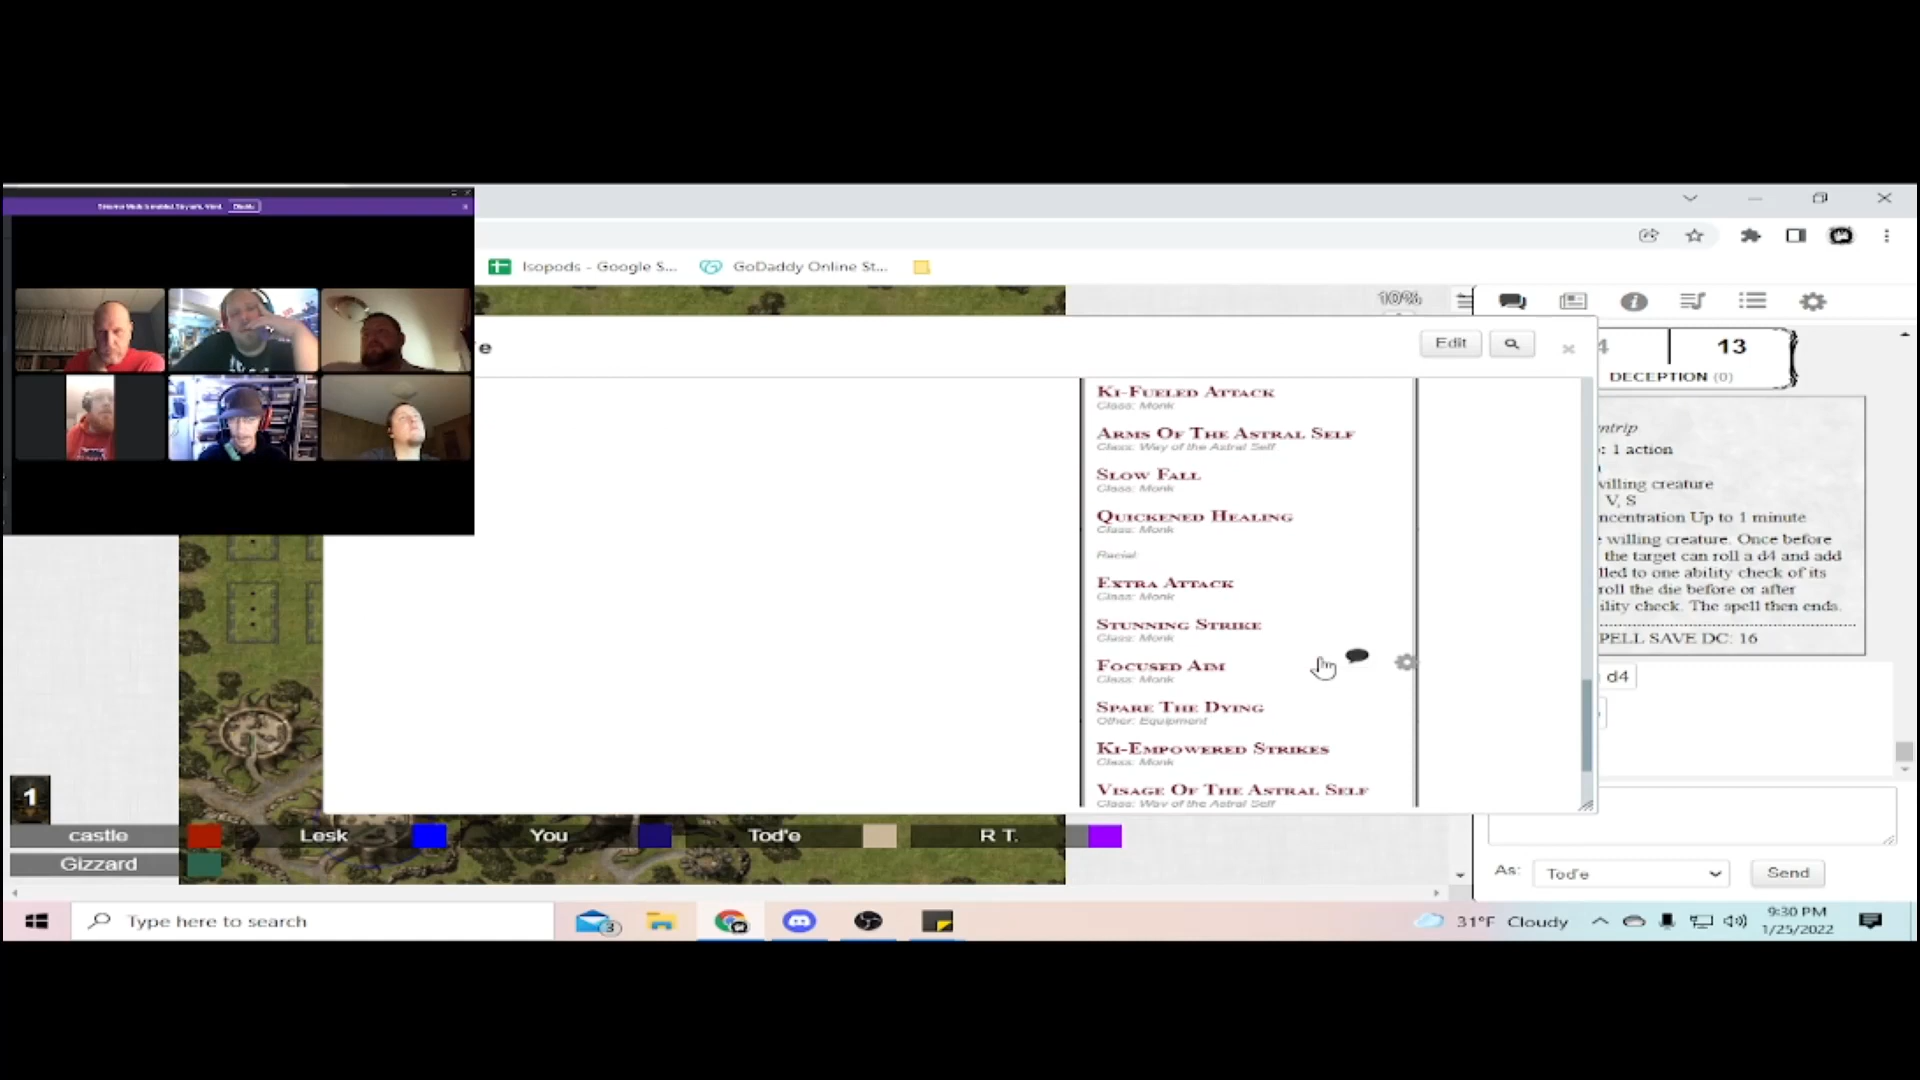 Isopods - Google S...
GoDaddy Online St...
10%
e
Edit
KI-FUELED ATTACK
Class: Monk
ARMS OF THE ASTRAL SELF
Class: Way of the Astral Self
SLOW FALL
Class: Monk
QUICKENED HEALING
Class: Monk
Racial:
EXTRA ATTACK
Class: Monk
STUNNING STRIKE
Class: Monk
FOCUSED AIM
Class: Monk
SPARE THE DYING
Other: Equipment
KI-EMPOWERED STRIKES
Class: Monk
VISAGE OF THE ASTRAL SELF
Class: Way of the Astral Self
4
13
DECEPTION (0)
ntrip
: 1 action
villing creature
V, S
ncentration Up to 1 minute
willing creature. Once before
the target can roll a d4 and add
lled to one ability check of its
roll the die before or after
ility check. The spell then ends.
PELL SAVE DC: 16
d4
1
castle
Lesk
You
Tod'e
R T.
Gizzard
As:
Tod'e
Send
Type here to search
3
31°F Cloudy
9:30 PM
1/25/2022